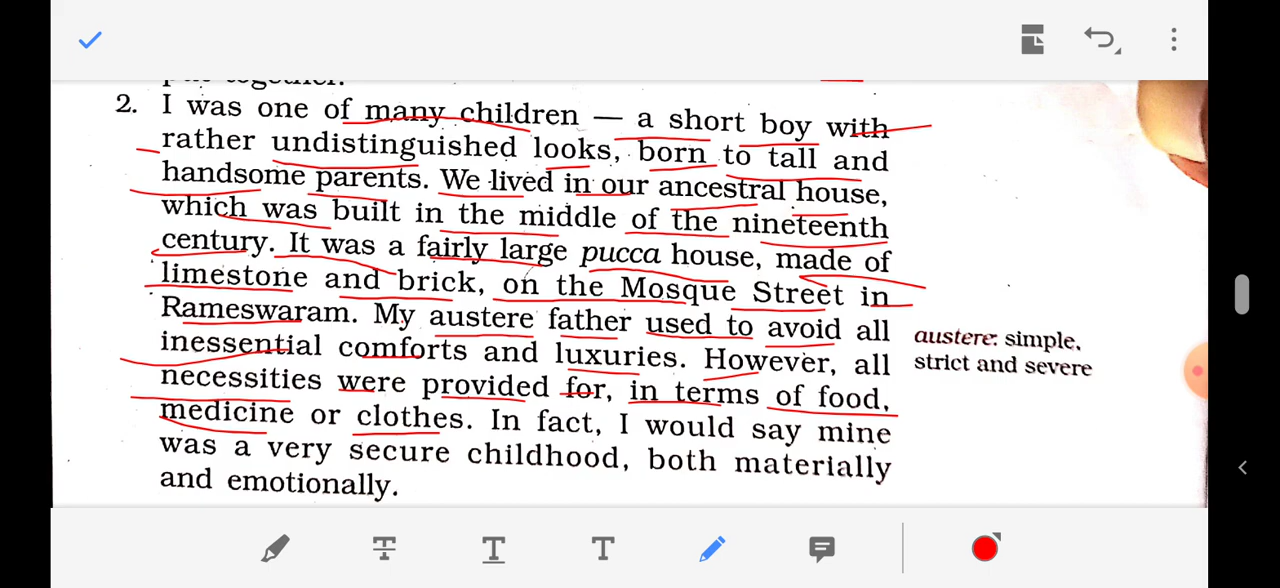 put together.
2. I was one of many children — a short boy with
rather undistinguished looks, born to tall and
handsome parents. We lived in our ancestral house,
which was built in the middle of the nineteenth
century. It was a fairly large pucca house, made of
limestone and brick, on the Mosque Street in
Rameswaram. My austere father used to avoid all
inessential comforts and luxuries. However, all
necessities were provided for, in terms of food,
medicine or clothes. In fact, I would say mine
was a very secure childhood, both materially
and emotionally.
austere: simple,
strict and severe
T
T
T